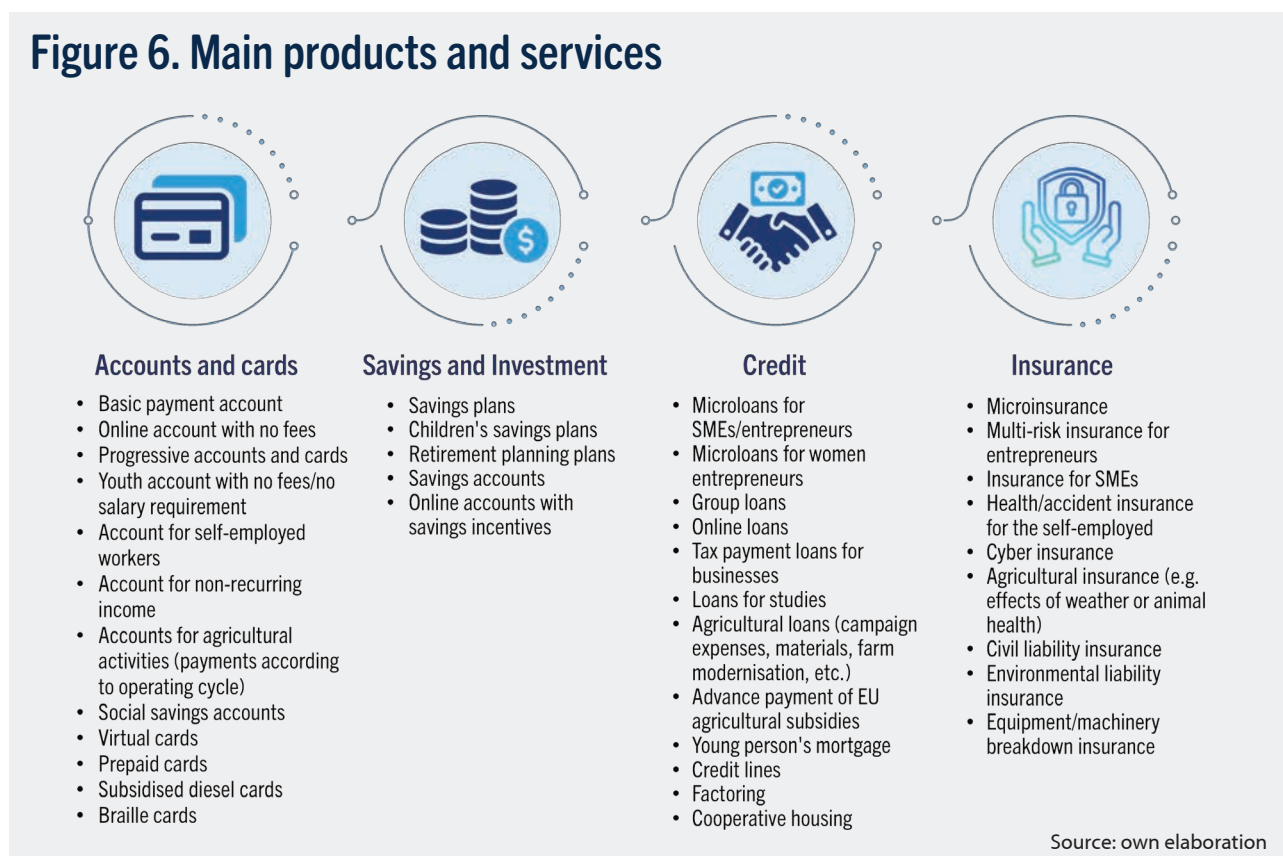 Figure 6. Main products and services
$
Accounts and cards
• Basic payment account
• Online account with no fees
• Progressive accounts and cards
• Youth account with no fees/no
salary requirement
• Account for self-employed
workers
• Account for non-recurring
income
• Accounts for agricultural
activities (payments according
to operating cycle)
• Social savings accounts
• Virtual cards
• Prepaid cards
• Subsidised diesel cards
• Braille cards
Savings and Investment
• Savings plans
• Children's savings plans
• Retirement planning plans
• Savings accounts
• Online accounts with
savings incentives
Credit
• Microloans for
SMEs/entrepreneurs
• Microloans for women
entrepreneurs
• Group loans
• Online loans
• Tax payment loans for
businesses
• Loans for studies
• Agricultural loans (campaign
expenses, materials, farm
modernisation, etc.)
• Advance payment of EU
agricultural subsidies
• Young person's mortgage
• Credit lines
• Factoring
• Cooperative housing
Insurance
• Microinsurance
• Multi-risk insurance for
entrepreneurs
• Insurance for SMEs
• Health/accident insurance
for the self-employed
• Cyber insurance
• Agricultural insurance (e.g.
effects of weather or animal
health)
• Civil liability insurance
• Environmental liability
insurance
• Equipment/machinery
breakdown insurance
Source: own elaboration